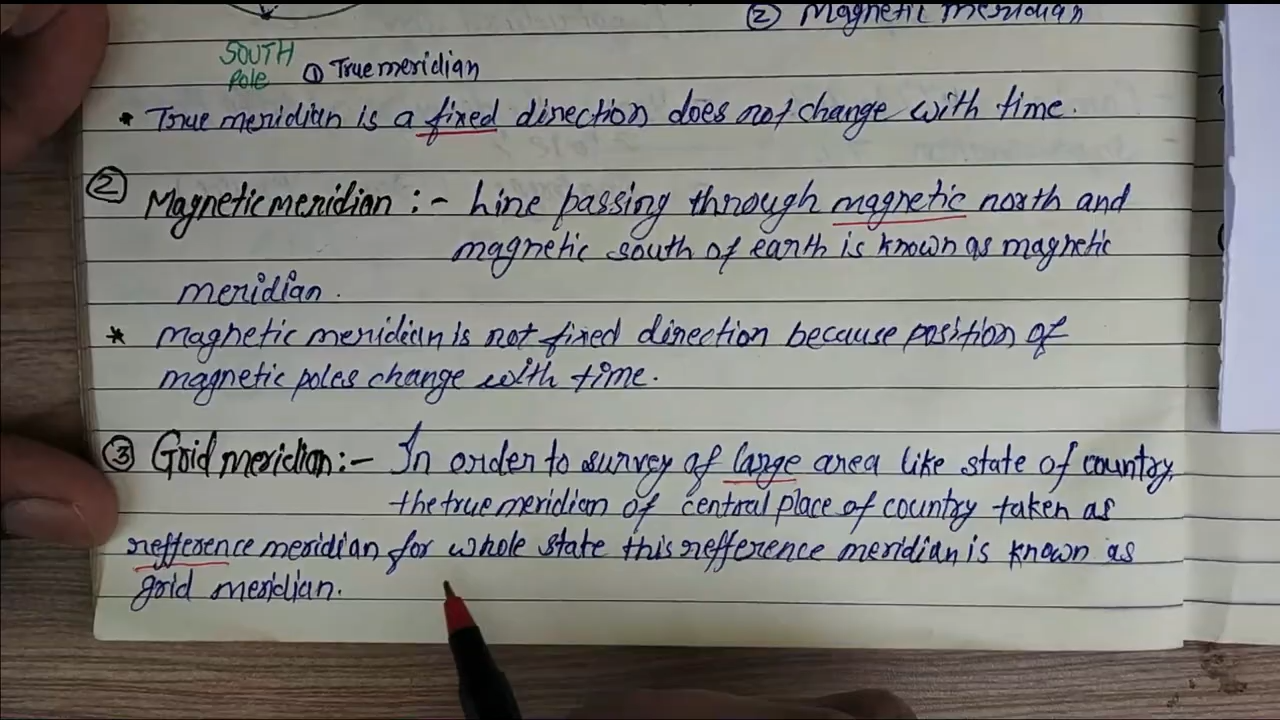 ② Magnetic meridian
SOUTH
Pole
① True meridian
* True meridian is a fixed direction does not change with time.
② Magnetic meridian :- Line passing through magnetic north and
magnetic south of earth is known as magnetic
meridian.
* magnetic meridian is not fixed direction because position of
magnetic poles change with time.
③ Grid meridian:- In order to survey of large area like state of country,
the true meridian of central place of country taken as
refference meridian for whole state this refference meridian is known as
grid meridian.